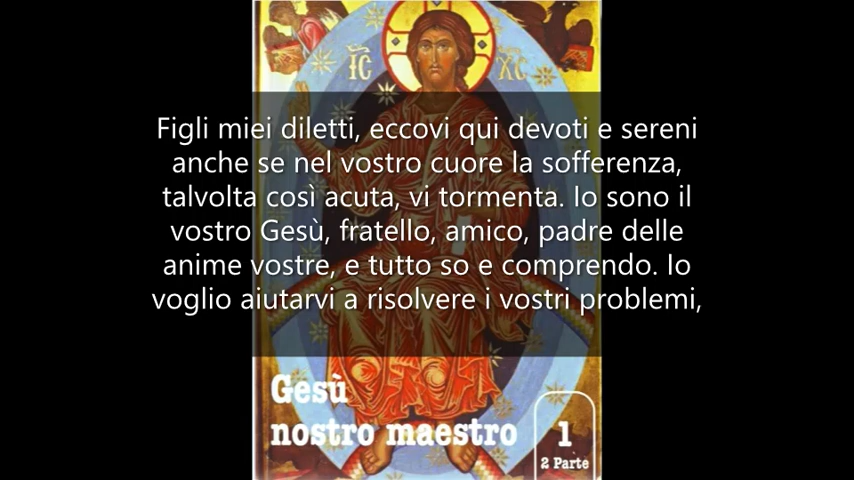 IC XC
Figli miei diletti, eccovi qui devoti e sereni
anche se nel vostro cuore la sofferenza,
talvolta così acuta, vi tormenta. Io sono il
vostro Gesù, fratello, amico, padre delle
anime vostre, e tutto so e comprendo. Io
voglio aiutarvi a risolvere i vostri problemi,
Gesù
nostro maestro
1
2 Parte